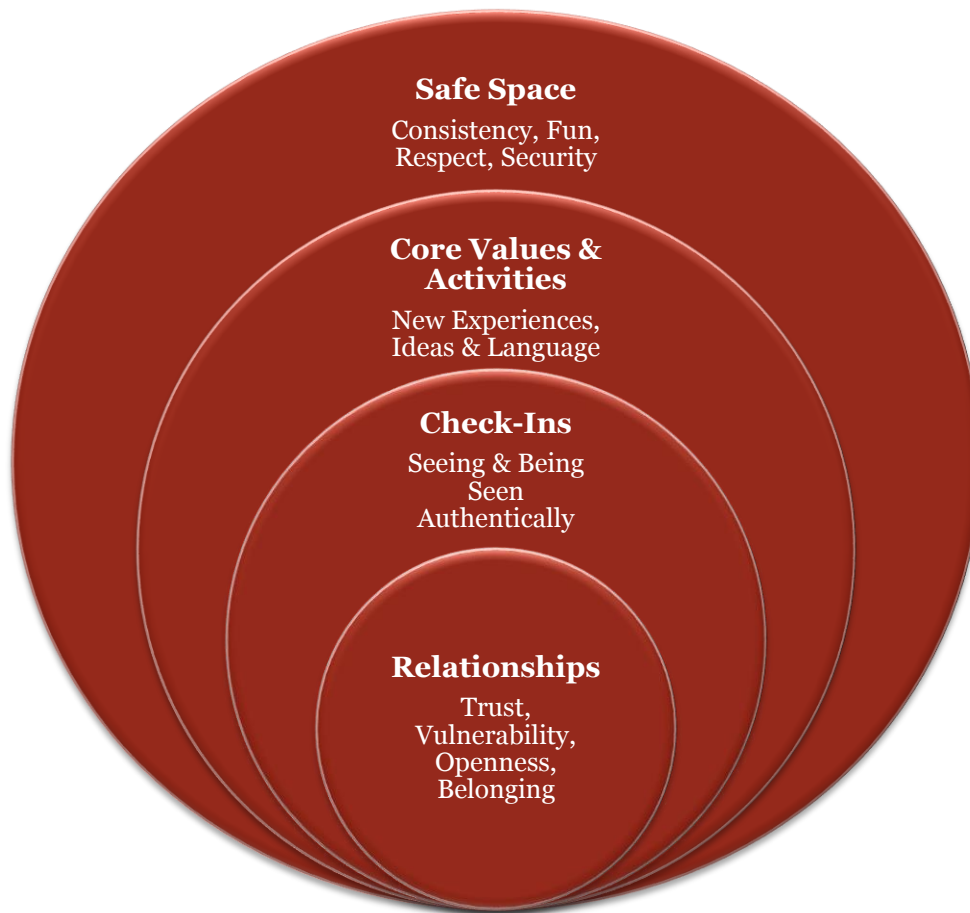 Safe Space
Consistency, Fun,
Respect, Security
Core Values &
Activities
New Experiences,
Ideas & Language
Check-Ins
Seeing & Being
Seen
Authentically
Relationships
Trust,
Vulnerability,
Openness,
Belonging